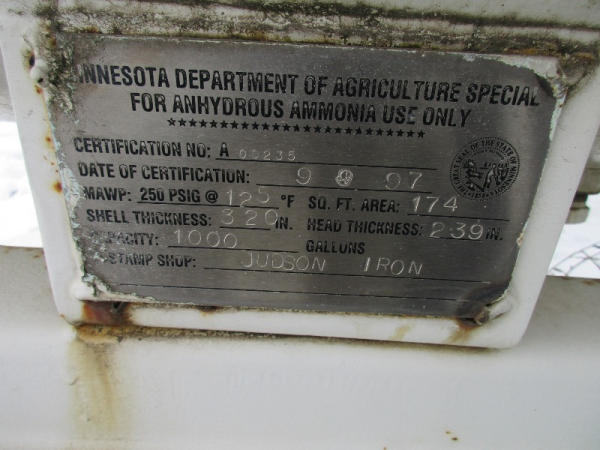 INNESOTA DEPARTMENT OF AGRICULTURE SPECIAL
FOR ANHYDROUS AMMONIA USE ONLY
**************************
CERTIFICATION NO: A 00235
DATE OF CERTIFICATION: 9 97
MAWP: 250 PSIG @ 125 °F SQ. FT. AREA: 174
SHELL THICKNESS: 320 IN. HEAD THICKNESS: 239 IN.
CAPACITY: 1000 GALLONS
STAMP SHOP: JUDSON IRON